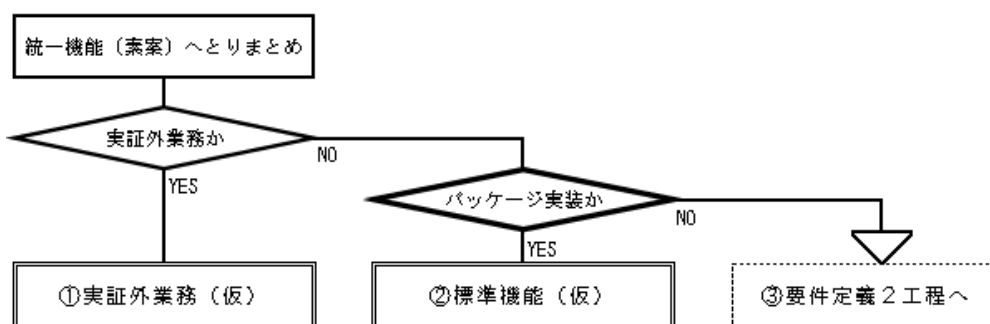 統一機能（素案）へとりまとめ
実証外業務か
NO
YES
パッケージ実装か
NO
YES
①実証外業務（仮）
②標準機能（仮）
③要件定義２工程へ